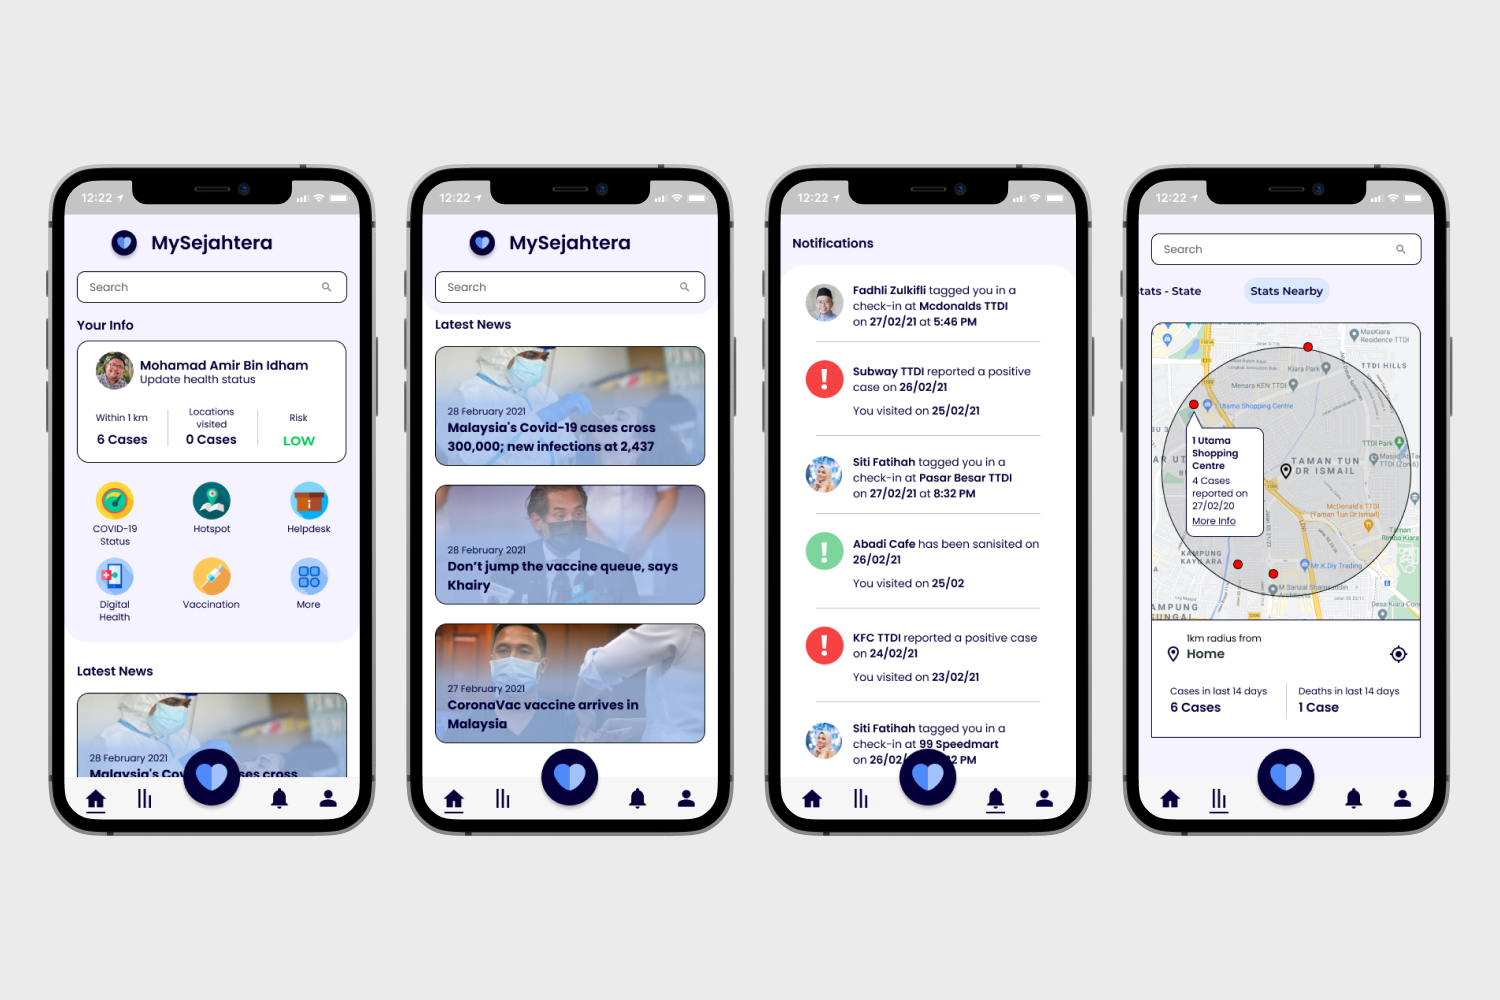 12:22
MySejahtera
Search
Your Info
Mohamad Amir Bin Idham
Update health status
Within 1 km
6 Cases
Locations
visited
0 Cases
Risk
LOW
COVID-19
Status
Hotspot
Helpdesk
Digital
Health
Vaccination
More
Latest News
28 February 2021
Malaysia's Cov
ses cross
12:22
MySejahtera
Search
Latest News
28 February 2021
Malaysia's Covid-19 cases cross
300,000; new infections at 2,437
28 February 2021
Don't jump the vaccine queue, says
Khairy
27 February 2021
CoronaVac vaccine arrives in
Malaysia
12:22
Notifications
Fadhli Zulkifli tagged you in a
check-in at Mcdonalds TTDI
on 27/02/21 at 5:46 PM
Subway TTDI reported a positive
case on 26/02/21
You visited on 25/02/21
Siti Fatihah tagged you in a
check-in at Pasar Besar TTDI
on 27/02/21 at 8:32 PM
Abadi Cafe has been sanisited on
26/02/21
You visited on 25/02
KFC TTDI reported a positive case
on 24/02/21
You visited on 23/02/21
Siti Fatihah tagged you in a
check-in at 99 Speedmart
on 26/02/
2 PM
12:22
Search
Stats - State
Stats Nearby
MasKiara
Residence TTDI
Kiara Park
TTDI HILLS
Menara KEN TTDI
Utama Shopping Centre
TTDI Park
TAMAN TUN
DR ISMAIL
1 Utama
Shopping
Centre
4 Cases
reported on
27/02/20
More Info
McDonald's TTDI
(Taman Tun Dr Ismail)
Taman
Rimba Kiara
KAMPUNG
KAYU ARA
Mr.K.Diy Trading
AMPUNG
SUNGAI
Desa Kiara Con
1km radius from
Home
Cases in last 14 days
6 Cases
Deaths in last 14 days
1 Case